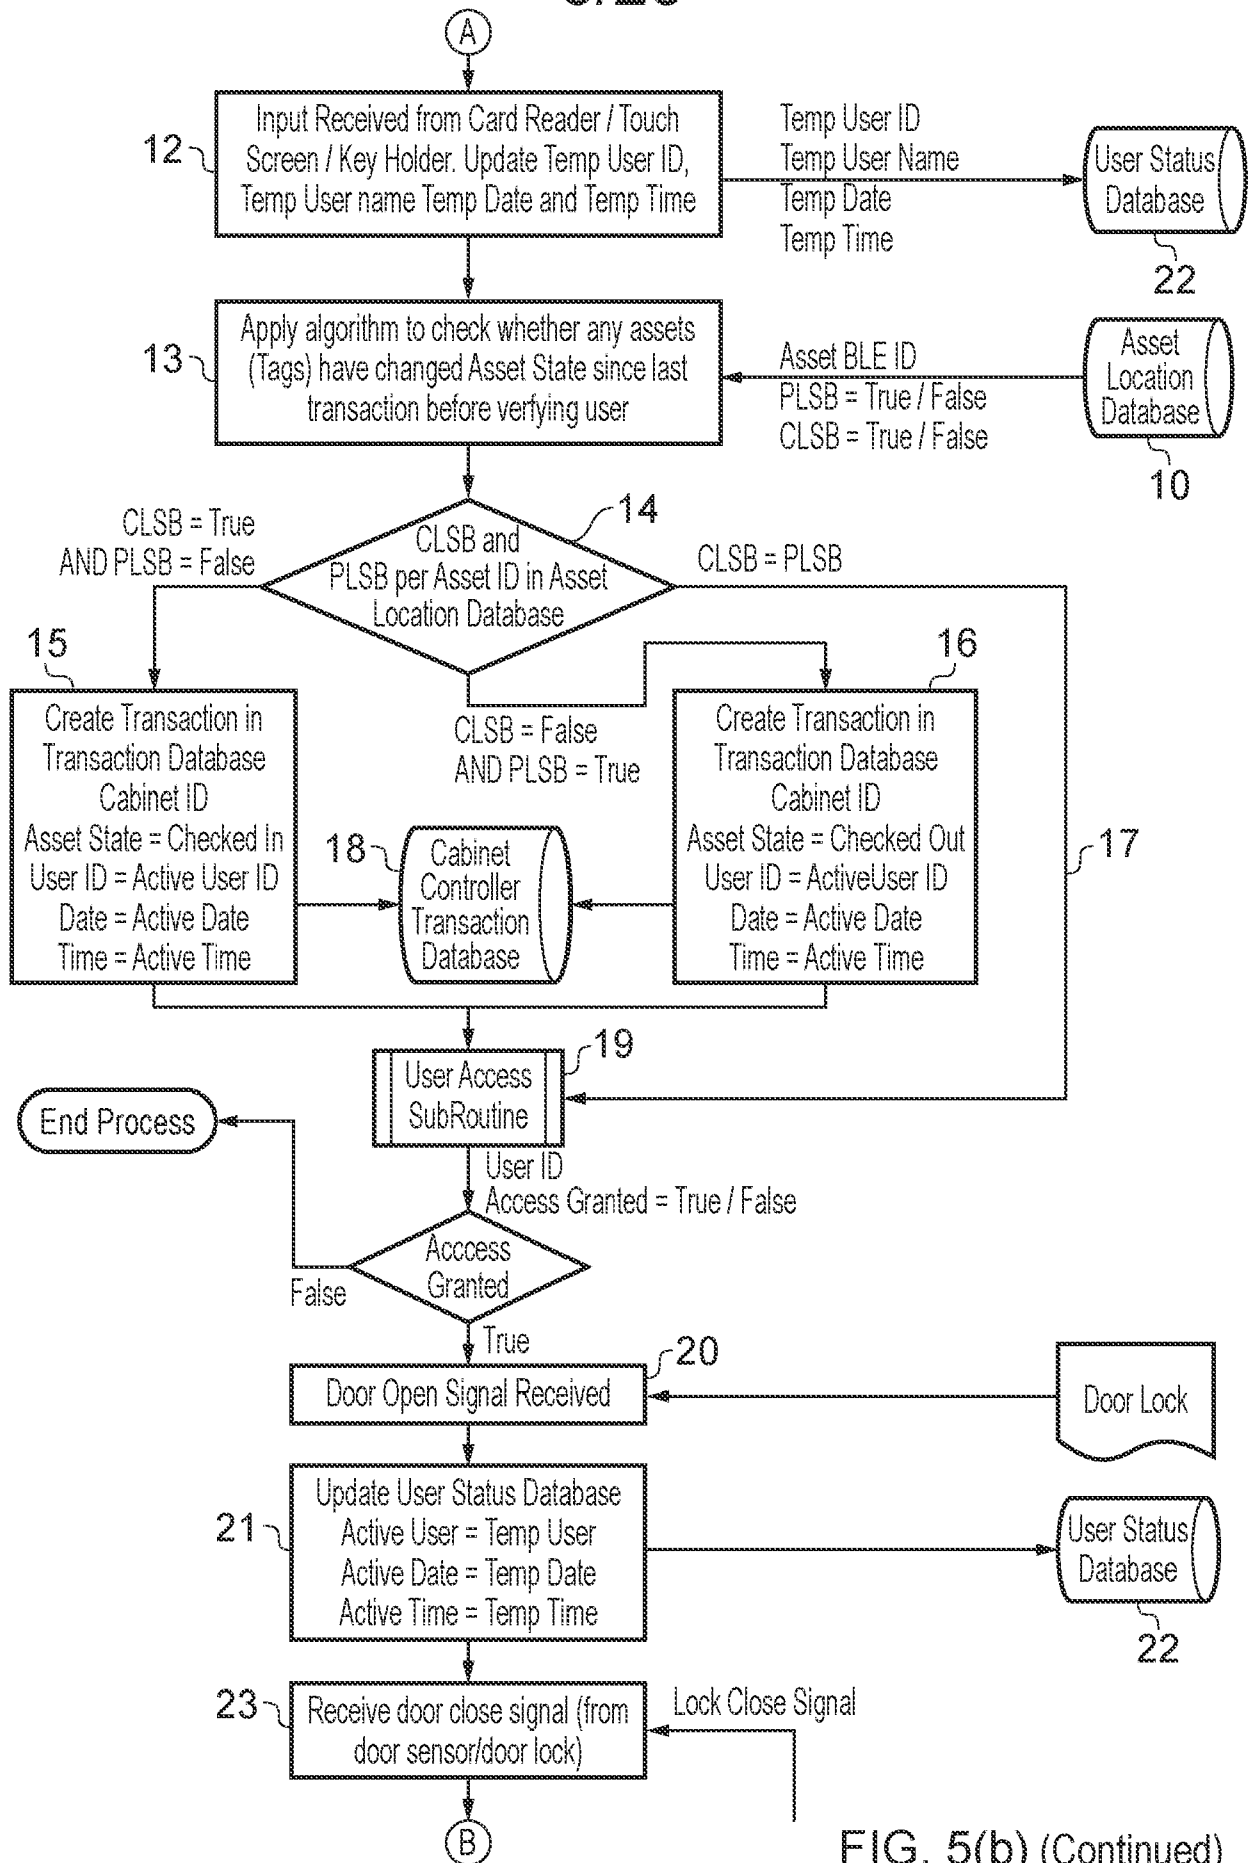 A
12
Input Received from Card Reader / Touch
Screen / Key Holder. Update Temp User ID,
Temp User name Temp Date and Temp Time
Temp User ID
Temp User Name
Temp Date
Temp Time
User Status
Database
22
13
Apply algorithm to check whether any assets
(Tags) have changed Asset State since last
transaction before verfying user
Asset BLE ID
PLSB = True / False
CLSB = True / False
Asset
Location
Database
10
14
CLSB and
PLSB per Asset ID in Asset
Location Database
CLSB = True
AND PLSB = False
CLSB = PLSB
CLSB = False
AND PLSB = True
15
Create Transaction in
Transaction Database
Cabinet ID
Asset State = Checked In
User ID = Active User ID
Date = Active Date
Time = Active Time
18
Cabinet
Controller
Transaction
Database
16
Create Transaction in
Transaction Database
Cabinet ID
Asset State = Checked Out
User ID = ActiveUser ID
Date = Active Date
Time = Active Time
17
19
User Access
SubRoutine
End Process
User ID
Access Granted = True / False
Acccess
Granted
False
True
20
Door Open Signal Received
Door Lock
21
Update User Status Database
Active User = Temp User
Active Date = Temp Date
Active Time = Temp Time
User Status
Database
22
23
Receive door close signal (from
door sensor/door lock)
Lock Close Signal
B
FIG. 5(b) (Continued)